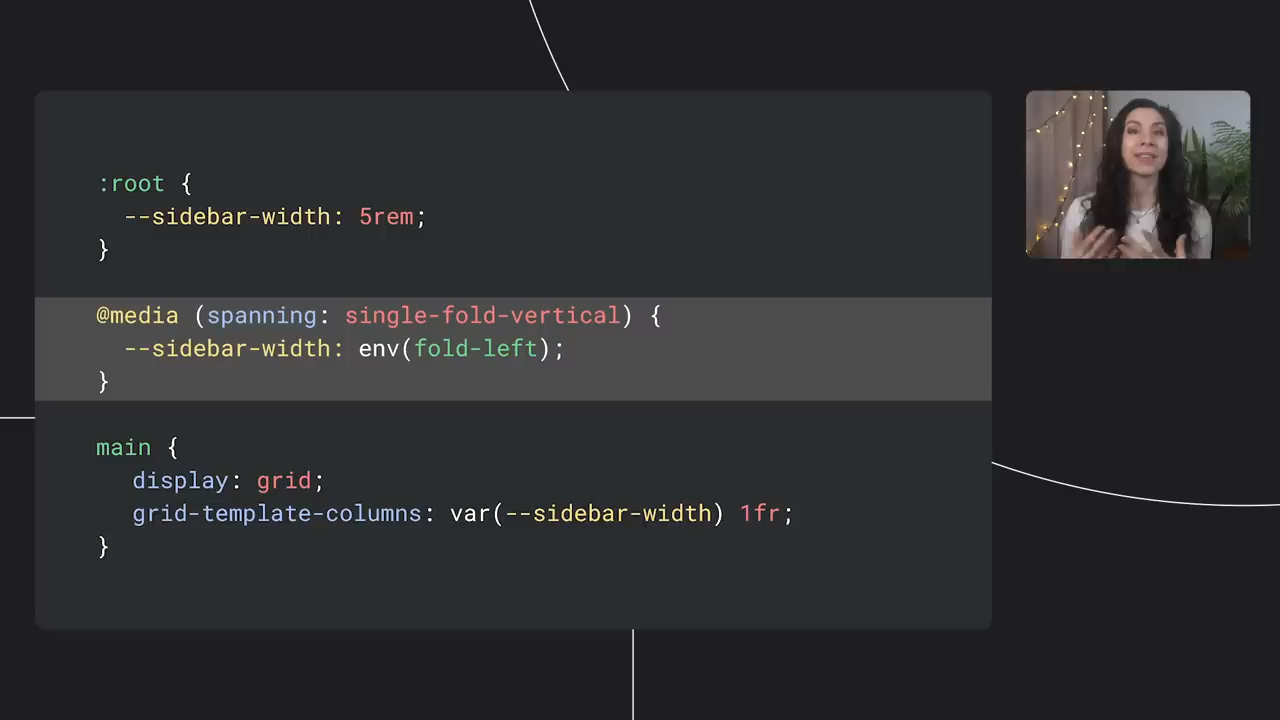 :root {
--sidebar-width: 5rem;
}
@media (spanning: single-fold-vertical) {
--sidebar-width: env(fold-left);
}
main {
display: grid;
grid-template-columns: var(--sidebar-width) 1fr;
}